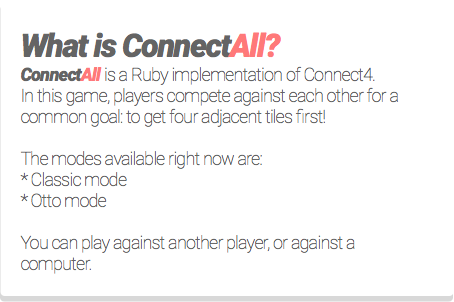 What is ConnectAll?
ConnectAll is a Ruby implementation of Connect4.
In this game, players compete against each other for a
common goal: to get four adjacent tiles first!
The modes available right now are:
* Classic mode
* Otto mode
You can play against another player, or against a
computer.